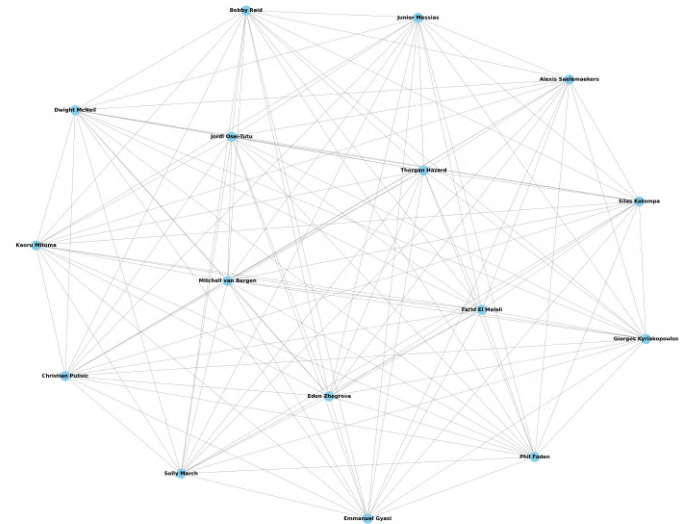 Bobby Reid
Junior Messias
Alexis Saelemaekers
Dwight McNeil
Jordi Osei-Tutu
Thorgan Hazard
Silas Katompa
Kaoru Mitoma
Mitchell van Bergen
Farid El Melali
Giorgos Kyriakopoulos
Christian Pulisic
Edon Zhegrova
Phil Foden
Solly March
Emmanuel Gyasi